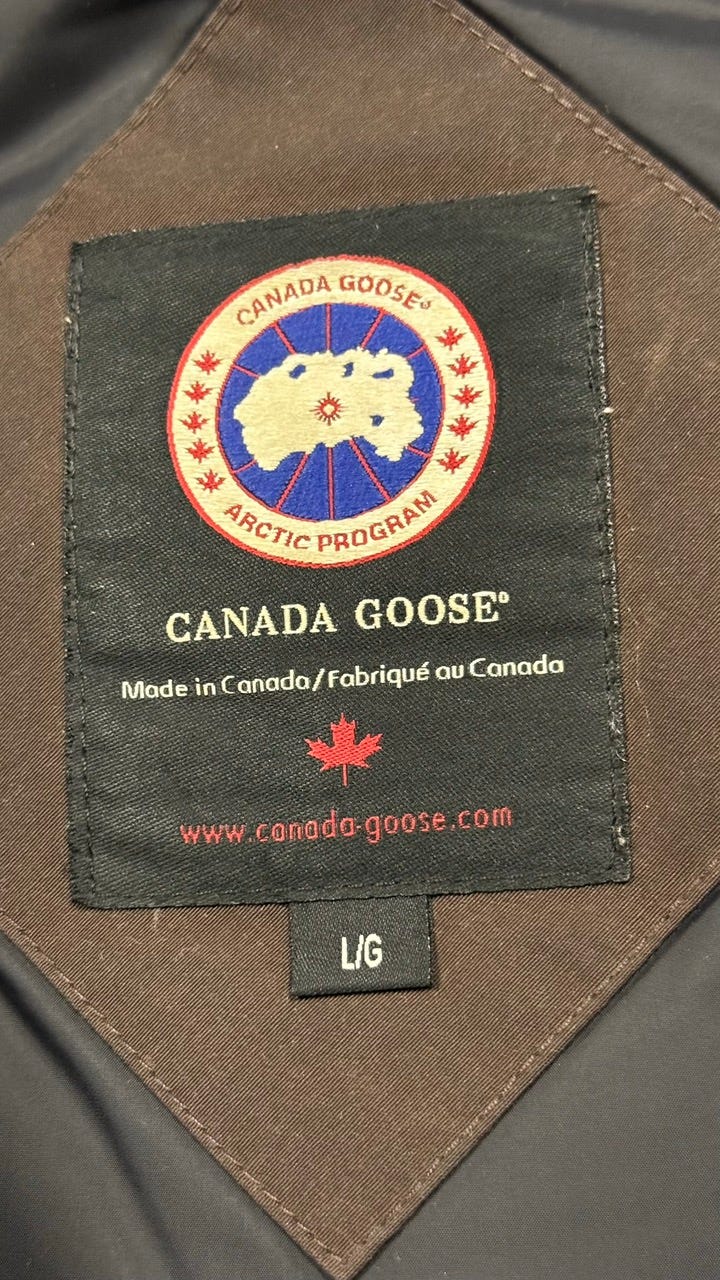 CANADA GOOSE®
ARCTIC PROGRAM
CANADA GOOSE®
Made in Canada/Fabriqué au Canada
www.canada-goose.com
L/G